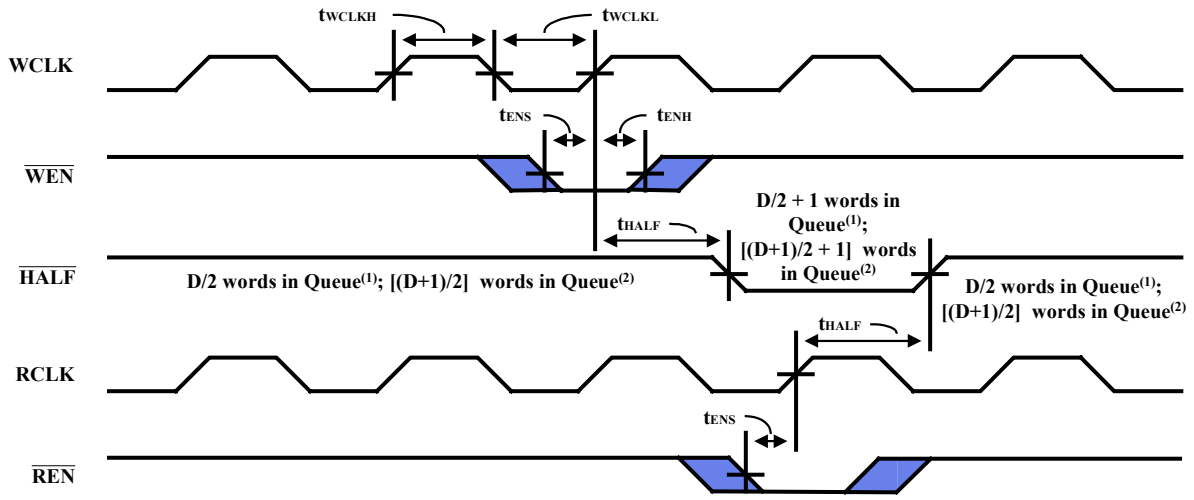 tWCLKH tWCLKL
WCLK
tENS tENH
WEN
D/2 + 1 words in
Queue(1);
[(D+1)/2 + 1] words
in Queue(2)
tHALF
HALF
D/2 words in Queue(1); [(D+1)/2] words in Queue(2)
D/2 words in Queue(1);
[(D+1)/2] words in Queue(2)
tHALF
RCLK
tENS
REN